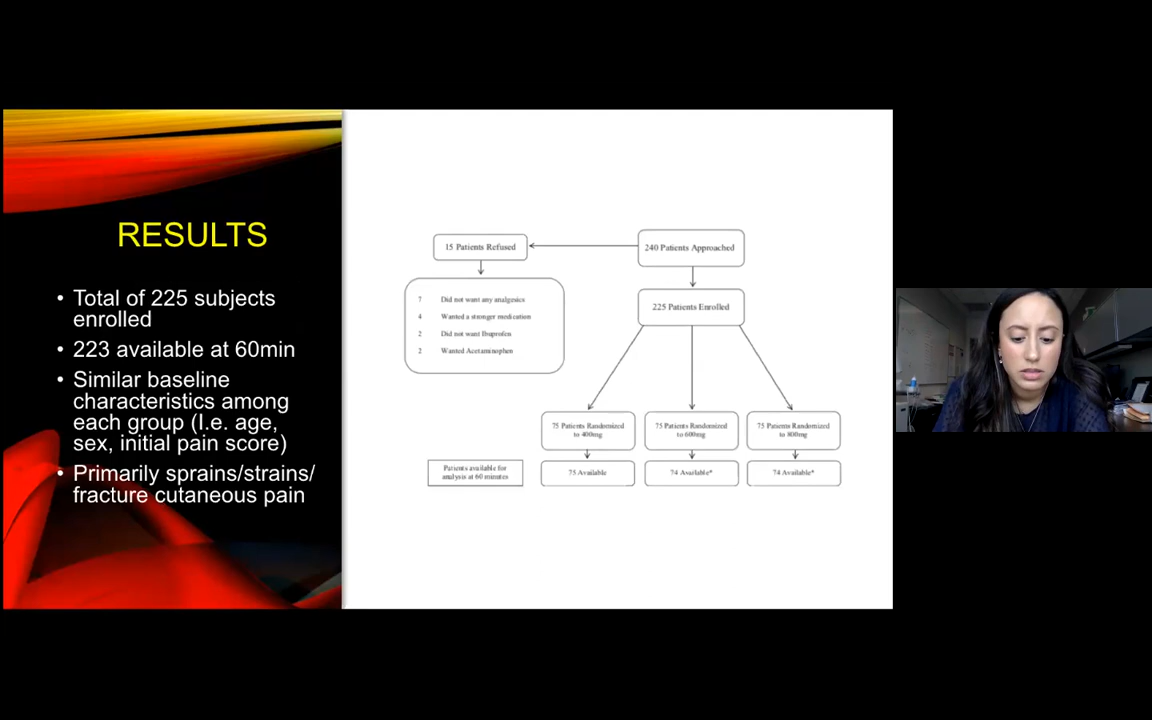 RESULTS
• Total of 225 subjects
enrolled
• 223 available at 60min
• Similar baseline
characteristics among
each group (I.e. age,
sex, initial pain score)
• Primarily sprains/strains/
fracture cutaneous pain
15 Patients Refused
240 Patients Approached
7 Did not want any analgesics
4 Wanted a stronger medication
2 Did not want Ibuprofen
2 Wanted Acetaminophen
225 Patients Enrolled
75 Patients Randomized
to 400mg
75 Patients Randomized
to 600mg
75 Patients Randomized
to 800mg
Patients available for
analysis at 60 minutes
75 Available
74 Available*
74 Available*